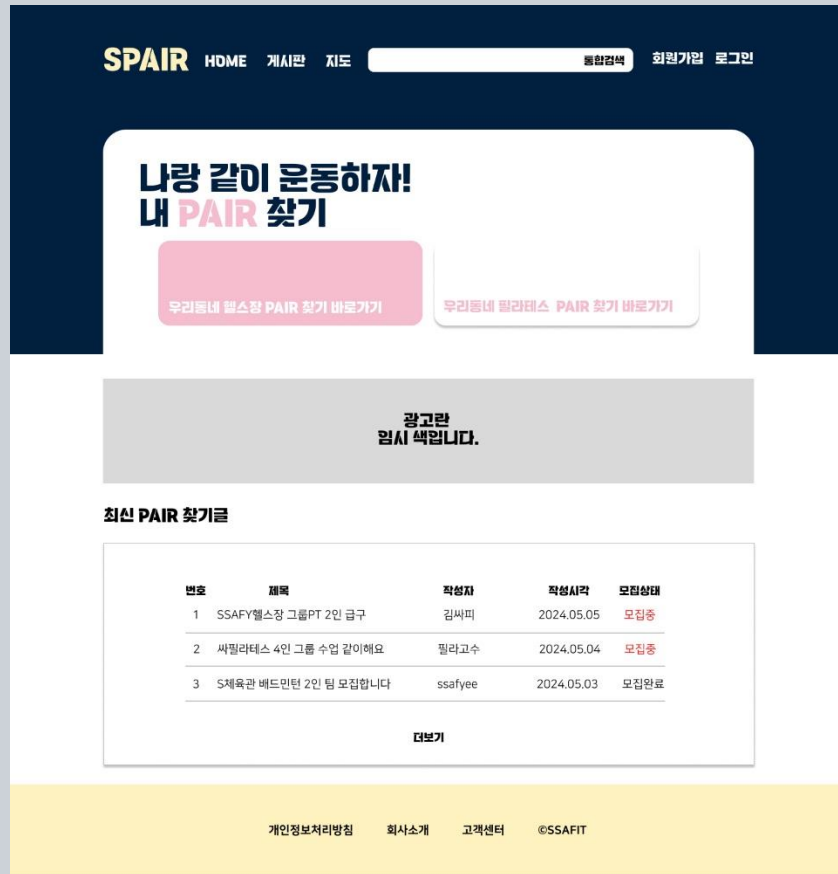 SPAIR HOME 게시판 지도 통합검색 회원가입 로그인
나랑 같이 운동하자!
내 PAIR 찾기
우리동네 헬스장 PAIR 찾기 바로가기
우리동네 필라테스 PAIR 찾기 바로가기
광고란
임시 색입니다.
최신 PAIR 찾기글
번호 제목 작성자 작성시각 모집상태
1 SSAFY헬스장 그룹PT 2인 급구 김싸피 2024.05.05 모집중
2 싸필라테스 4인 그룹 수업 같이해요 필라고수 2024.05.04 모집중
3 S체육관 배드민턴 2인 팀 모집합니다 ssafyee 2024.05.03 모집완료
더보기
개인정보처리방침 회사소개 고객센터 ©SSAFIT